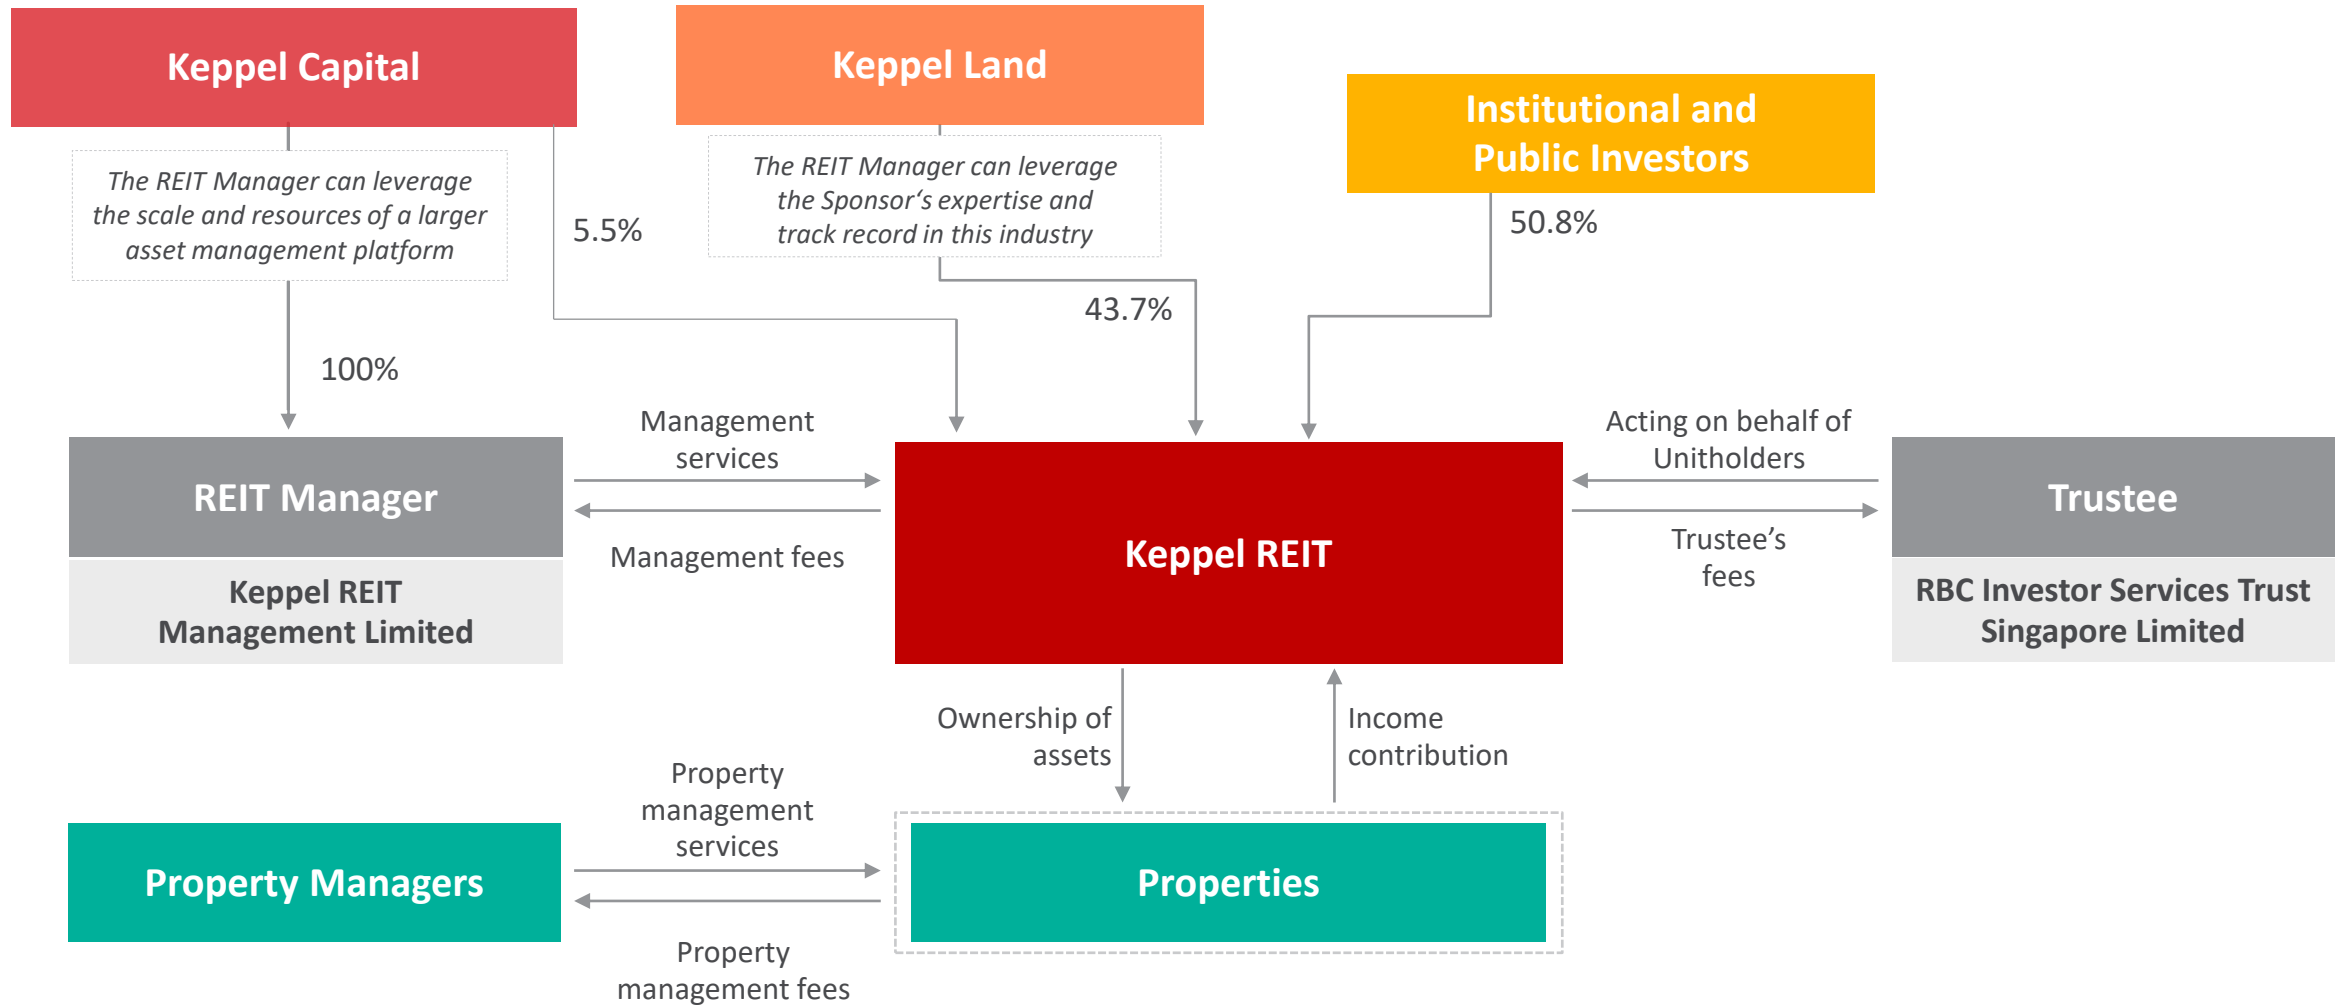 Keppel Capital
Keppel Land
Institutional and
Public Investors
The REIT Manager can leverage
the scale and resources of a larger
asset management platform
The REIT Manager can leverage
the Sponsor‘s expertise and
track record in this industry
5.5%
50.8%
43.7%
100%
Management
services
Acting on behalf of
Unitholders
REIT Manager
Keppel REIT
Management Limited
Management fees
Keppel REIT
Trustee’s
fees
Trustee
RBC Investor Services Trust
Singapore Limited
Ownership of
assets
Income
contribution
Property
management
services
Property Managers
Properties
Property
management fees